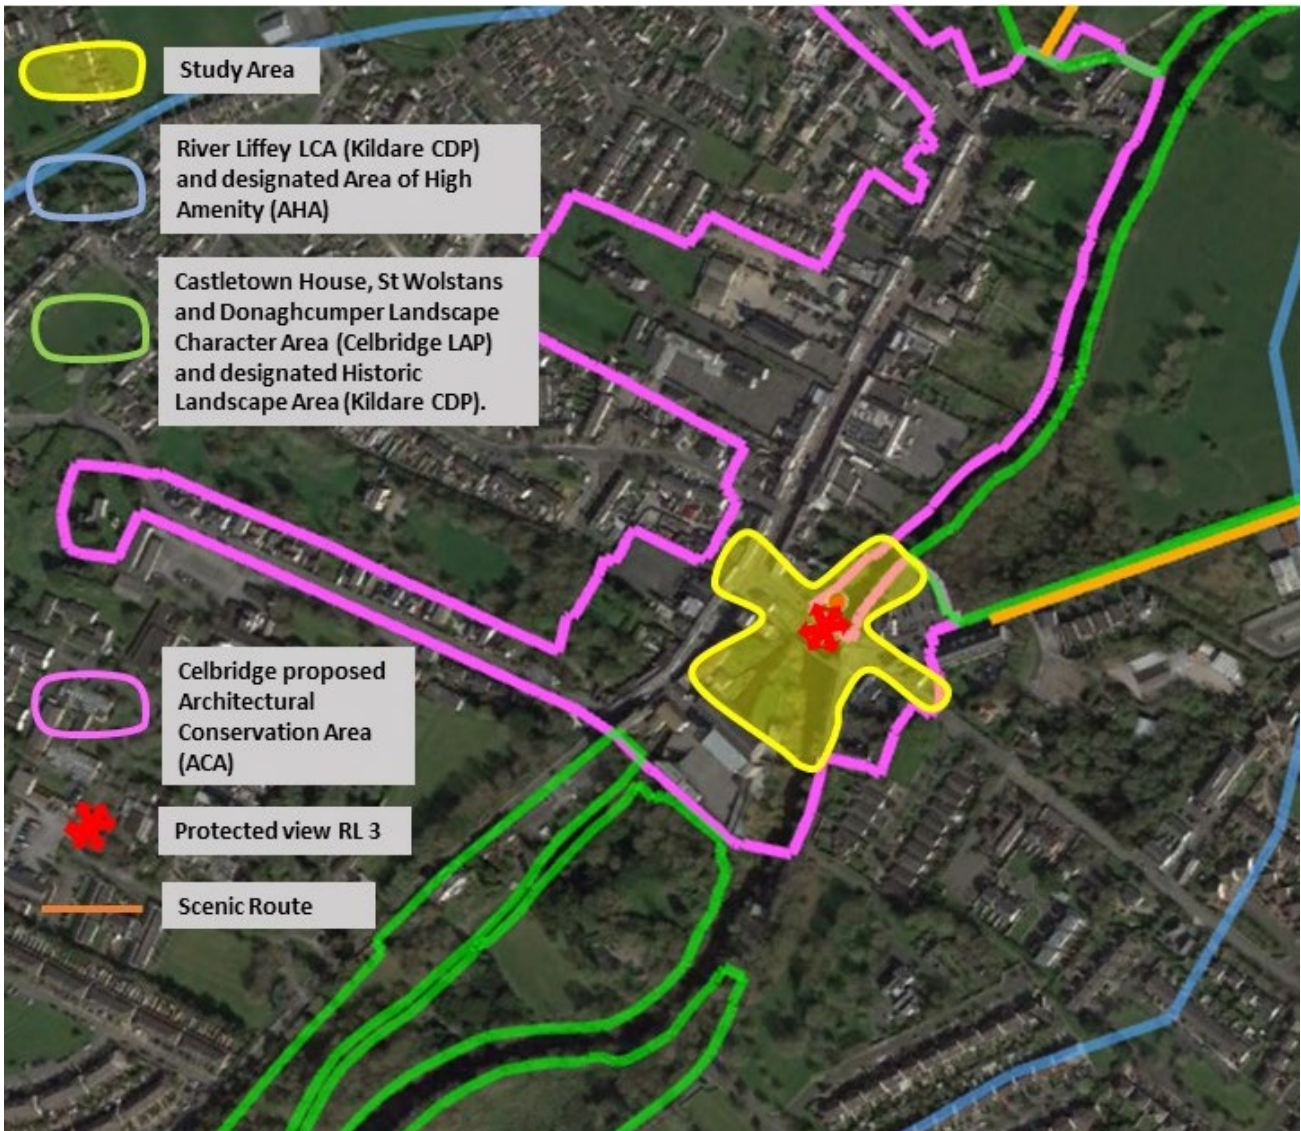 Study Area
River Liffey LCA (Kildare CDP)
and designated Area of High
Amenity (AHA)
Castletown House, St Wolstans
and Donaghcumper Landscape
Character Area (Celbridge LAP)
and designated Historic
Landscape Area (Kildare CDP).
Celbridge proposed
Architectural
Conservation Area
(ACA)
Protected view RL 3
Scenic Route